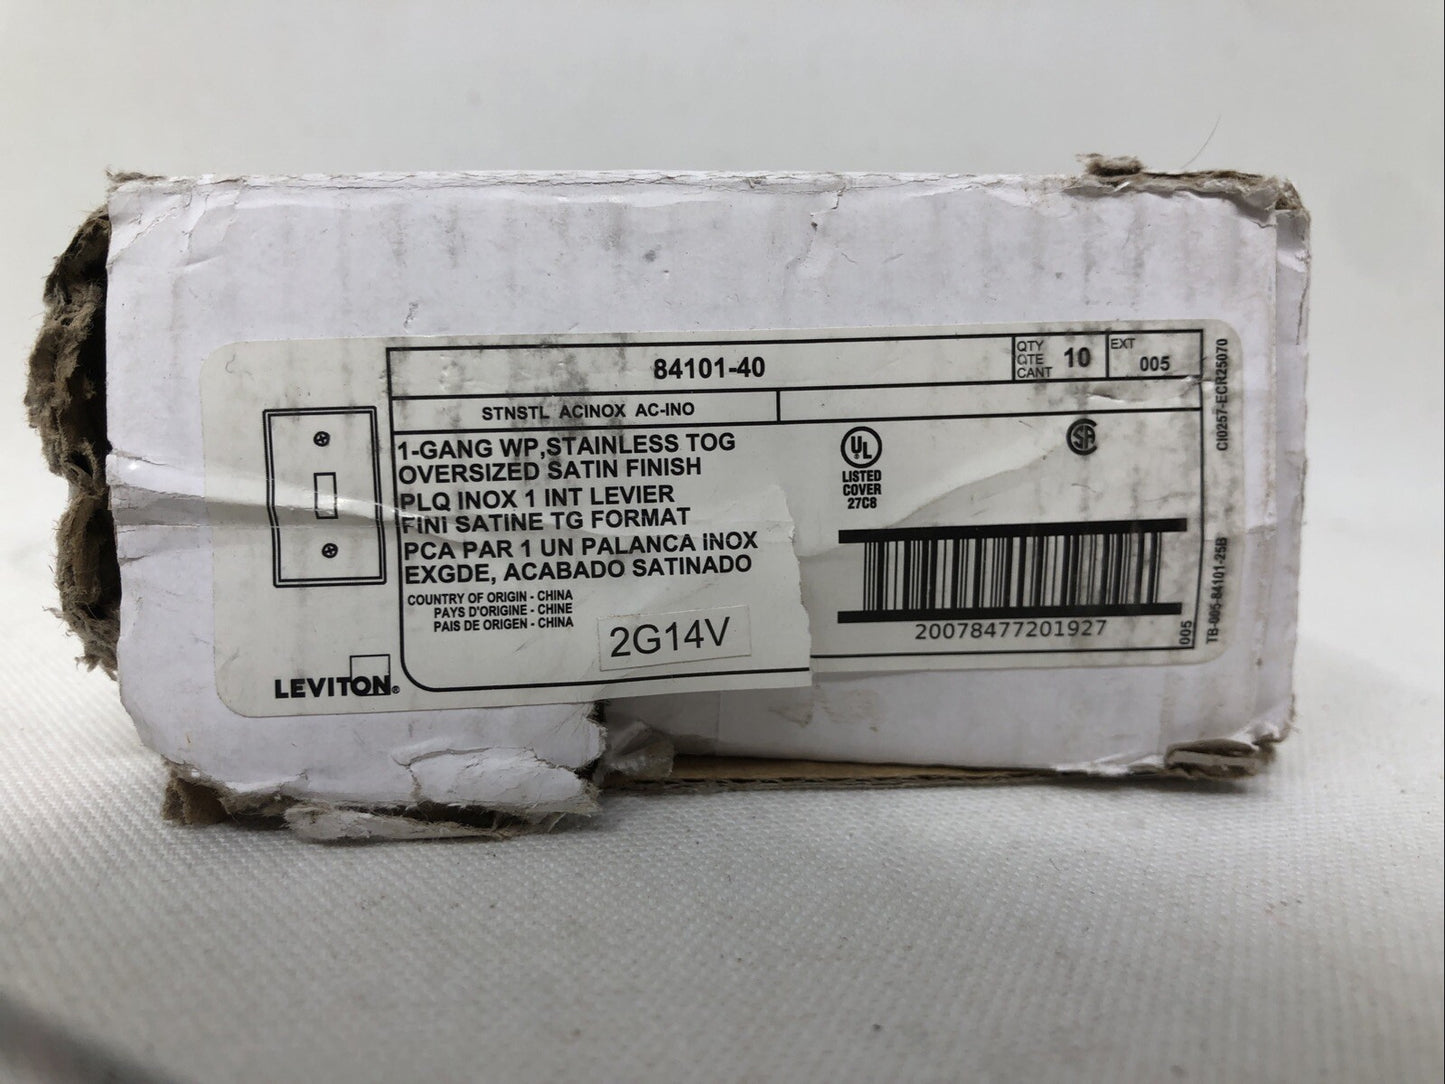 84101-40
QTY
QTE
CANT
10
EXT
005
STNSTL ACINOX AC-INO
1-GANG WP,STAINLESS TOG
OVERSIZED SATIN FINISH
PLQ INOX 1 INT LEVIER
FINI SATINE TG FORMAT
PCA PAR 1 UN PALANCA INOX
EXGDE, ACABADO SATINADO
COUNTRY OF ORIGIN - CHINA
PAYS D'ORIGINE - CHINE
PAIS DE ORIGEN - CHINA
2G14V
LEVITON®
UL
LISTED
COVER
27C8
SA
20078477201927
005
TB-005-84101-25B
CI0257-ECR25070